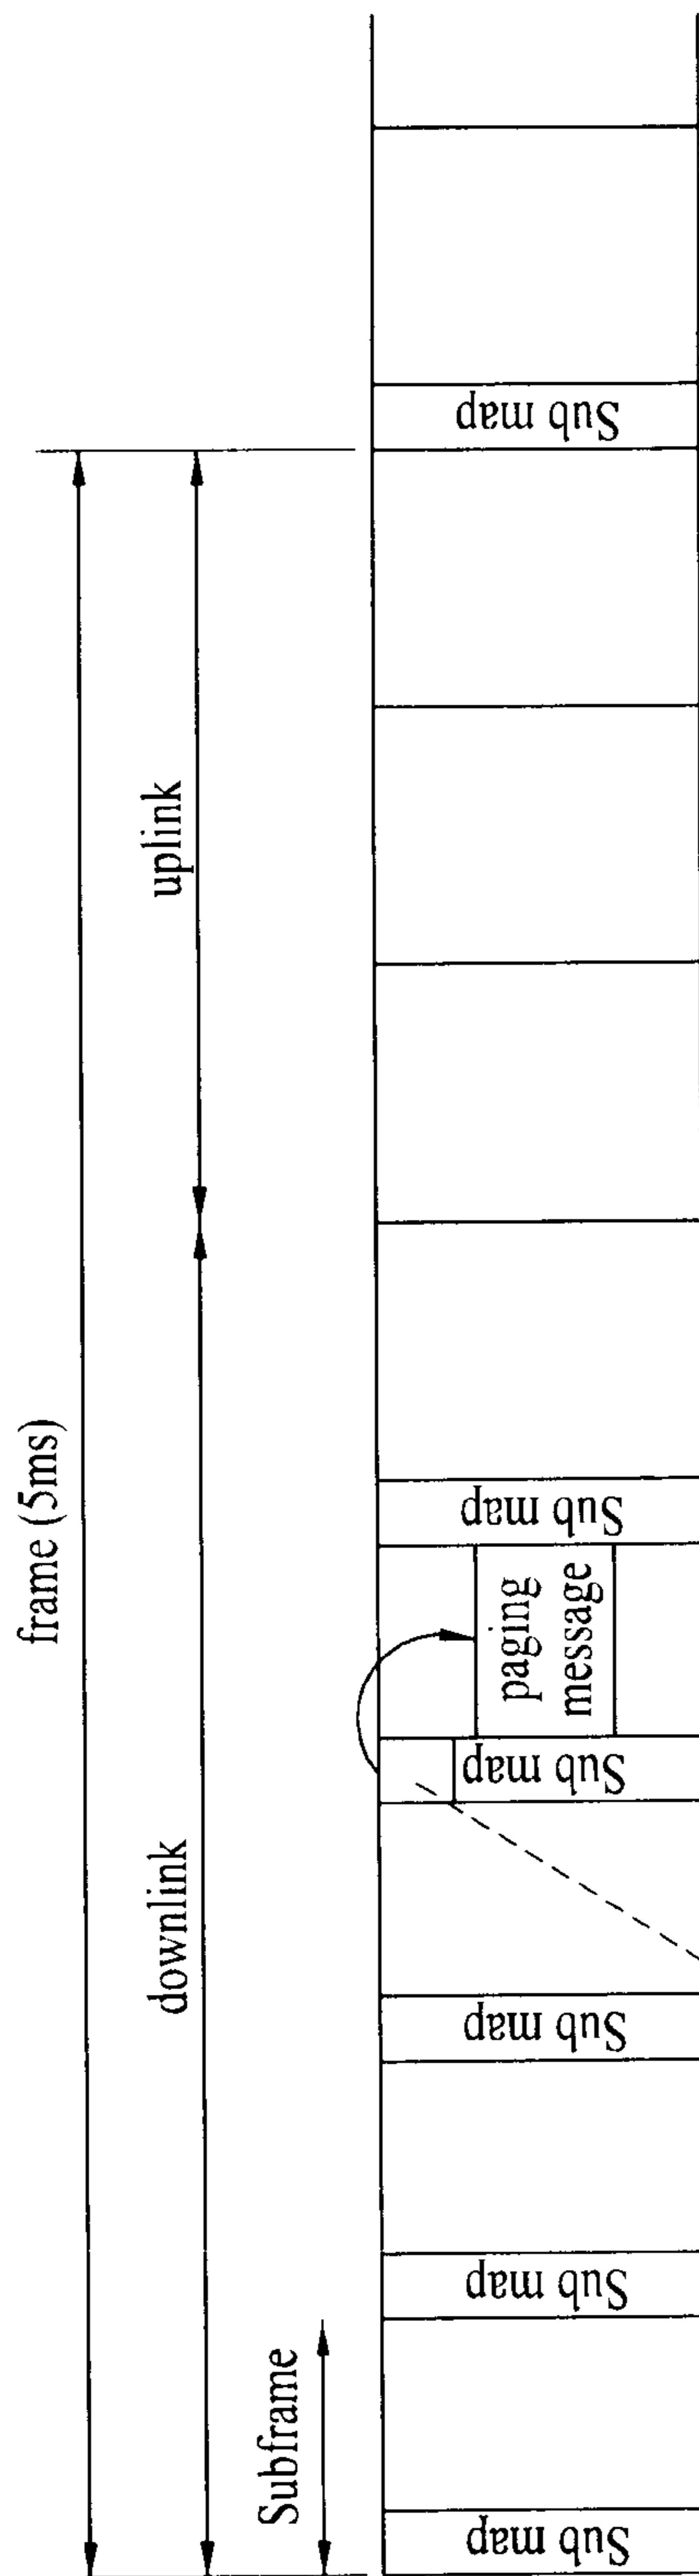 frame (5ms)
downlink
uplink
Subframe
Sub map
Sub map
Sub map
Sub map
paging
message
Sub map
Sub map